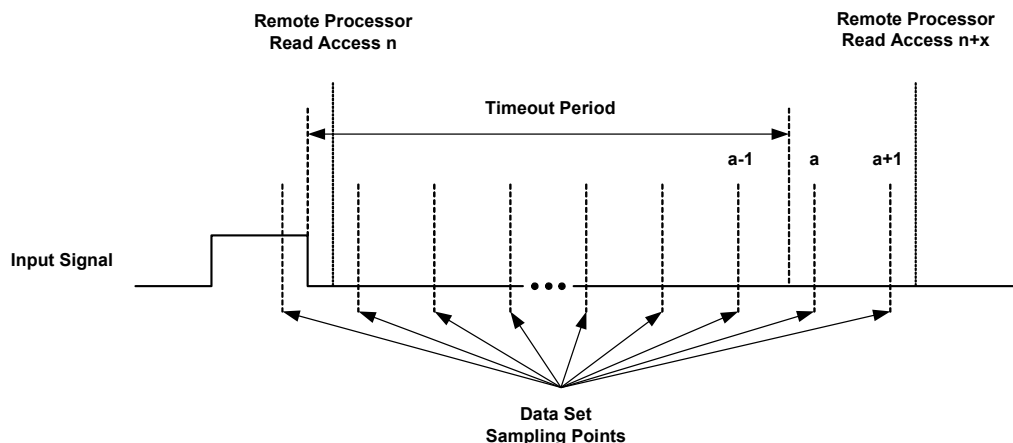 Remote Processor
Read Access n
Remote Processor
Read Access n+x
Timeout Period
a-1
a
a+1
Input Signal
Data Set
Sampling Points